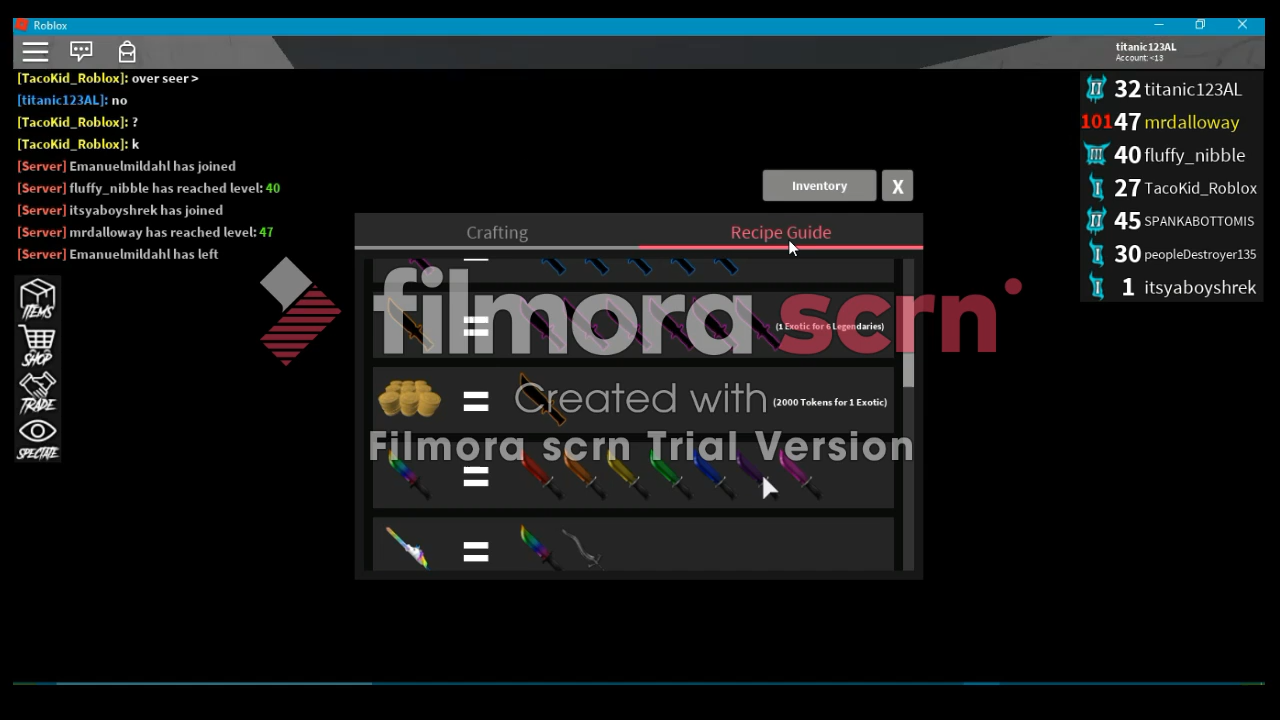 Roblox
titanic123AL
Account: <13
[TacoKid_Roblox]: over seer >
[titanic123AL]: no
[TacoKid_Roblox]: ?
[TacoKid_Roblox]: k
[Server] Emanuelmildahl has joined
[Server] fluffy_nibble has reached level: 40
[Server] itsyaboyshrek has joined
[Server] mrdalloway has reached level: 47
[Server] Emanuelmildahl has left
II 32 titanic123AL
101 47 mrdalloway
III 40 fluffy_nibble
I 27 TacoKid_Roblox
II 45 SPANKABOTTOMIS
I 30 peopleDestroyer135
I 1 itsyaboyshrek
ITEMS
SHOP
TRADE
SPECTATE
Inventory
X
Crafting
Recipe Guide
=
= (1 Exotic for 6 Legendaries)
= (2000 Tokens for 1 Exotic)
=
=
filmora scrn
Created with
Filmora scrn Trial Version